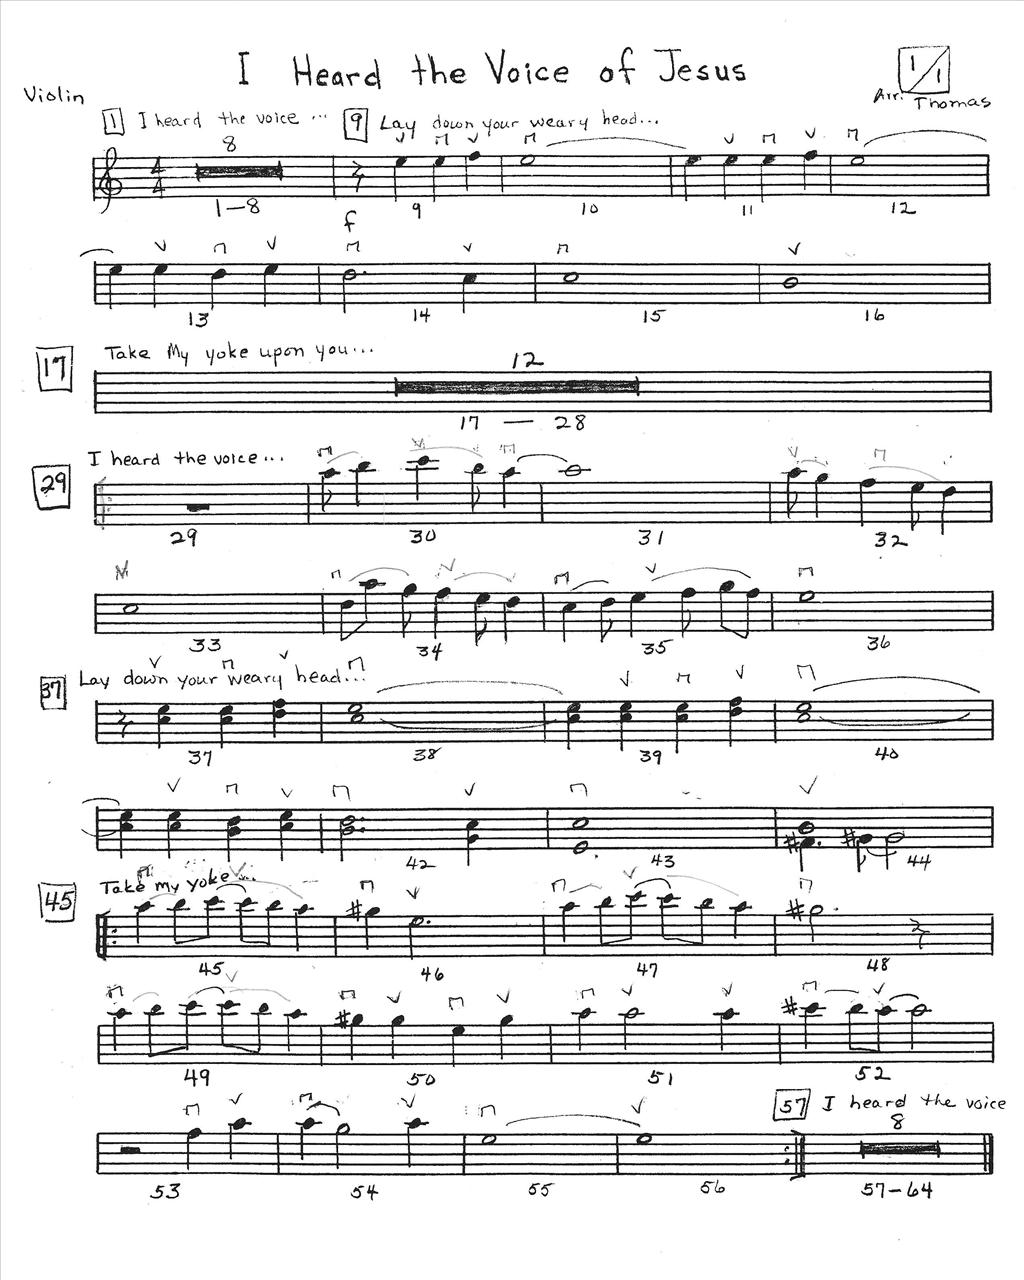 I Heard the Voice of Jesus
1/1
Violin
Arr. Thomas
1 I heard the voice ... 9 Lay down your weary head...
8
4
4
1-8 9 10 11 12
f
13 14 15 16
17 Take My yoke upon you...
12
17 — 28
29 I heard the voice...
29 30 31 32
33 34 35 36
37 Lay down your weary head...
37 38 39 40
42 43 44
45 Take my yoke...
45 46 47 48
49 50 51 52
57 I heard the voice
8
53 54 55 56 57-64